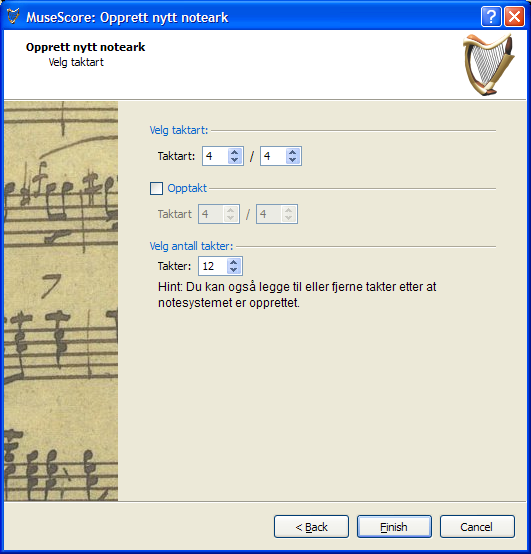 MuseScore: Opprett nytt noteark
Opprett nytt noteark
Velg taktart
Velg taktart:
Taktart: 4 / 4
Opptakt
Taktart 4 / 4
Velg antall takter:
Takter: 12
Hint: Du kan også legge til eller fjerne takter etter at
notesystemet er opprettet.
< Back Finish Cancel